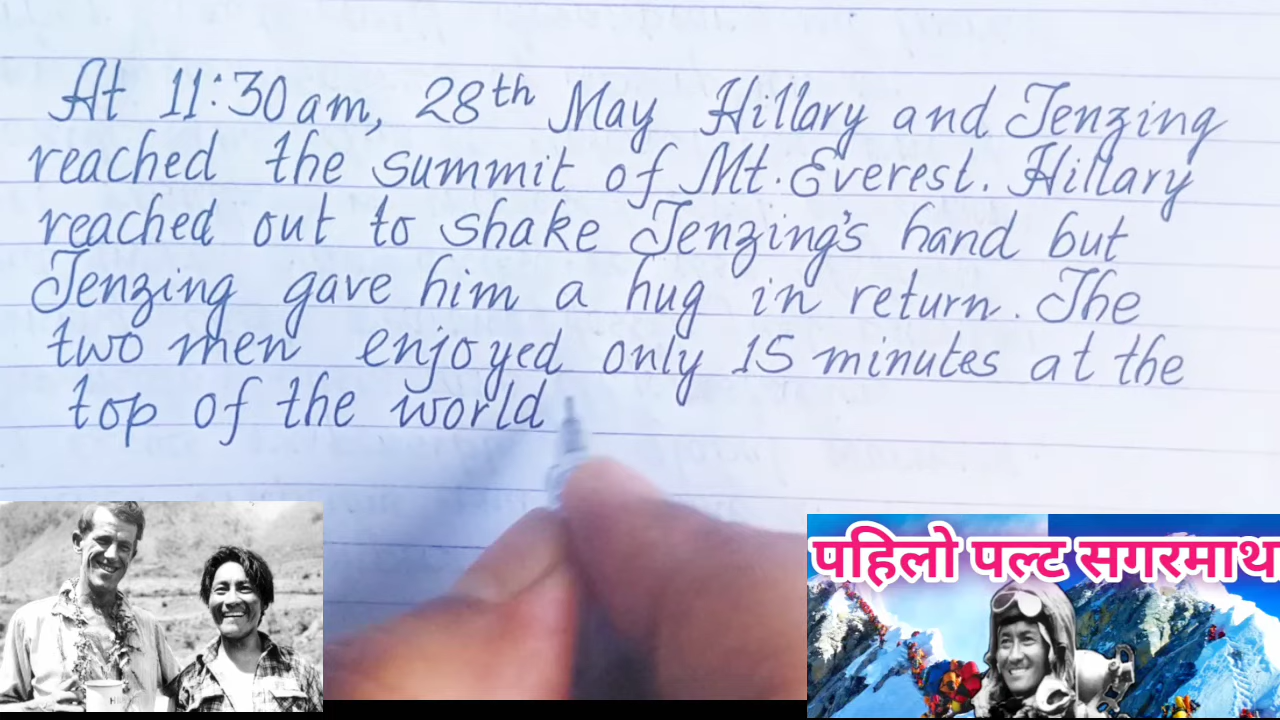 At 11:30am, 28th May Hillary and Tenzing
reached the summit of Mt. Everest. Hillary
reached out to shake Tenzing's hand but
Tenzing gave him a hug in return. The
two men enjoyed only 15 minutes at the
top of the world
पहिलो पल्ट सगरमाथ